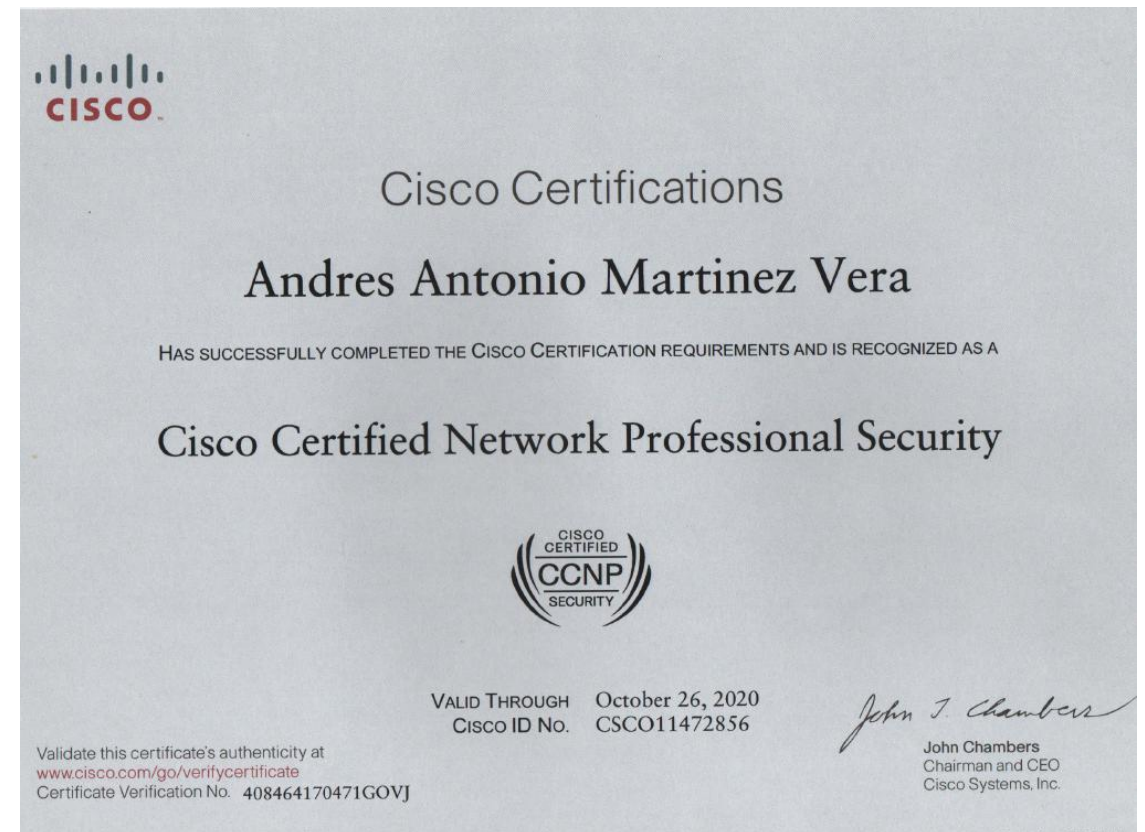 CISCO
Cisco Certifications
Andres Antonio Martinez Vera
HAS SUCCESSFULLY COMPLETED THE CISCO CERTIFICATION REQUIREMENTS AND IS RECOGNIZED AS A
Cisco Certified Network Professional Security
CISCO
CERTIFIED
CCNP
SECURITY
VALID THROUGH October 26, 2020
CISCO ID NO. CSCO11472856
John T. Chambers
John Chambers
Chairman and CEO
Cisco Systems, Inc.
Validate this certificate's authenticity at
www.cisco.com/go/verifycertificate
Certificate Verification No. 408464170471GOVJ